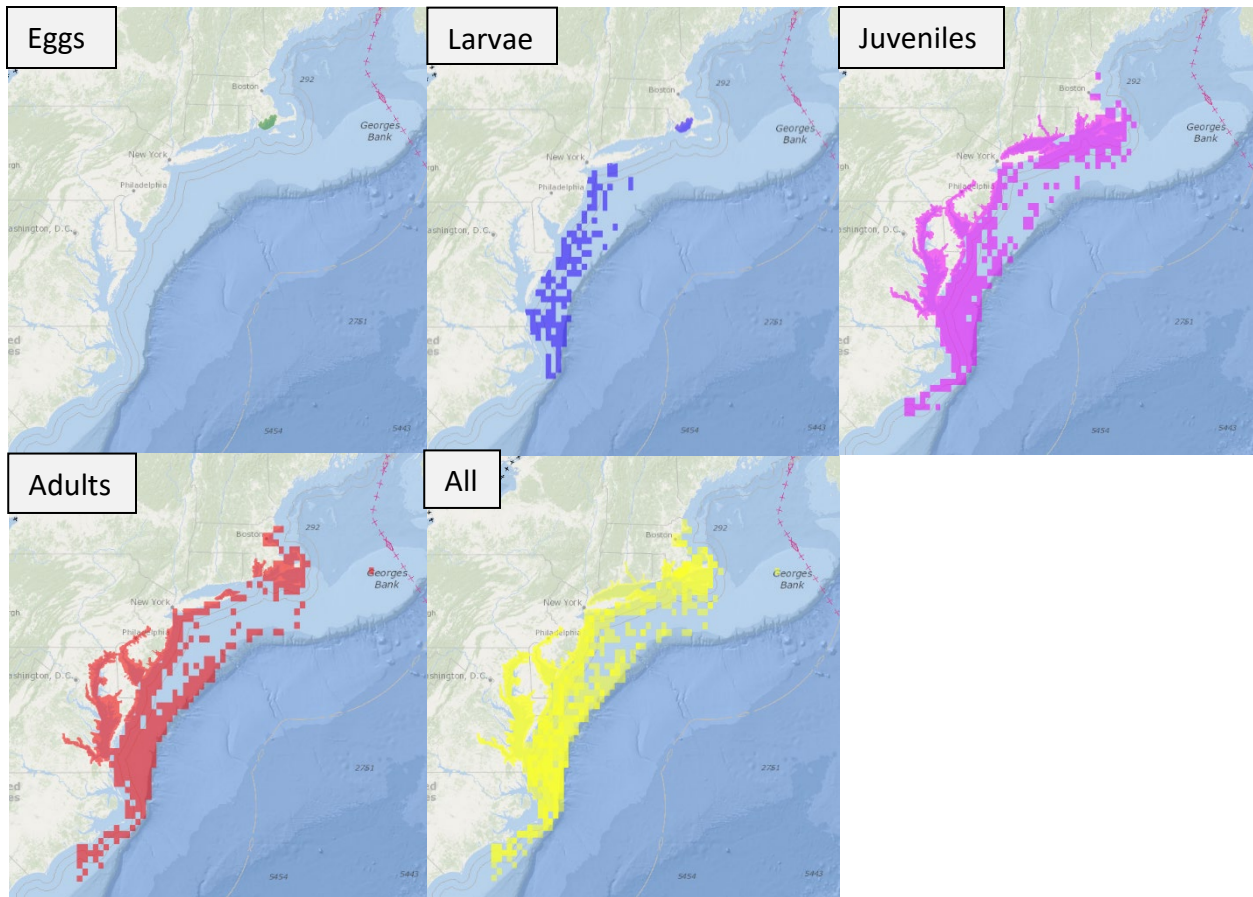 Eggs
Boston
292
Georges
Bank
New York
Philadelphia
ashington, D.C.
2761
5454
5443
Larvae
Boston
292
Georges
Bank
New York
Philadelphia
ashington, D.C.
2761
5454
5443
Juveniles
Boston
292
Georges
Bank
New York
Philadelphia
ashington, D.C.
2761
5454
5443
Adults
Boston
292
Georges
Bank
New York
Philadelphia
ashington, D.C.
2761
5454
5443
All
Boston
292
Georges
Bank
New York
Philadelphia
ashington, D.C.
2761
5454
5443